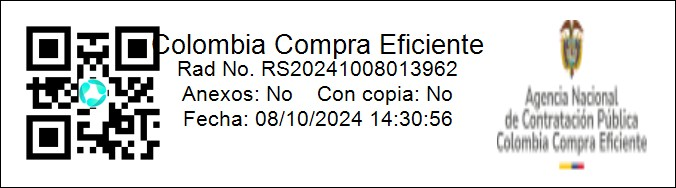 Colombia Compra Eficiente
Rad No. RS20241008013962
Anexos: No Con copia: No
Fecha: 08/10/2024 14:30:56
Agencia Nacional
de Contratación Pública
Colombia Compra Eficiente